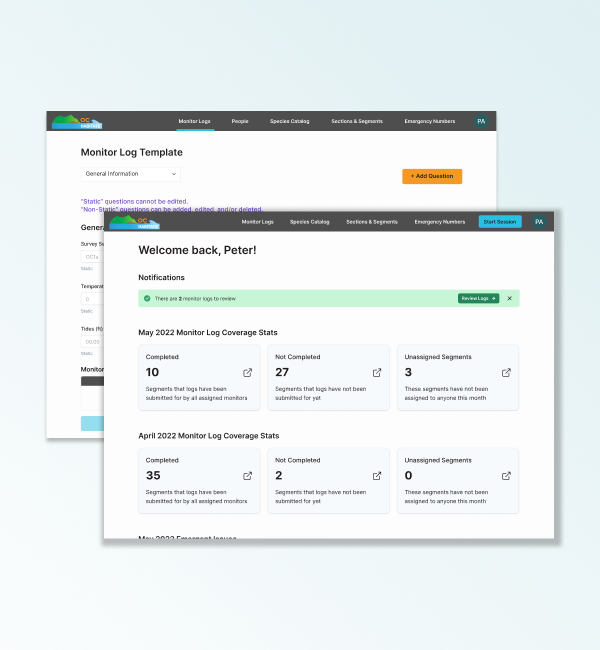 OC
HABITATS
Monitor Logs
People
Species Catalog
Sections & Segments
Emergency Numbers
PA
Monitor Log Template
General Information
+ Add Question
"Static" questions cannot be edited.
"Non-Static" questions can be added, edited, and/or deleted.
Survey
OC1a
Static
0
Static
Tides (ft)
00.00
Static
Monitor
OC
HABITATS
Monitor Logs
Species Catalog
Sections & Segments
Emergency Numbers
Start Session
PA
Welcome back, Peter!
Notifications
There are 2 monitor logs to review
Review Logs →
May 2022 Monitor Log Coverage Stats
Completed
10
Segments that logs have been
submitted for by all assigned monitors
Not Completed
27
Segments that logs have not been
submitted for yet
Unassigned Segments
3
These segments have not been
assigned to anyone this month
April 2022 Monitor Log Coverage Stats
Completed
35
Segments that logs have been
submitted for by all assigned monitors
Not Completed
2
Segments that logs have not been
submitted for yet
Unassigned Segments
0
These segments have not been
assigned to anyone this month
May 2022 Emergent Issues